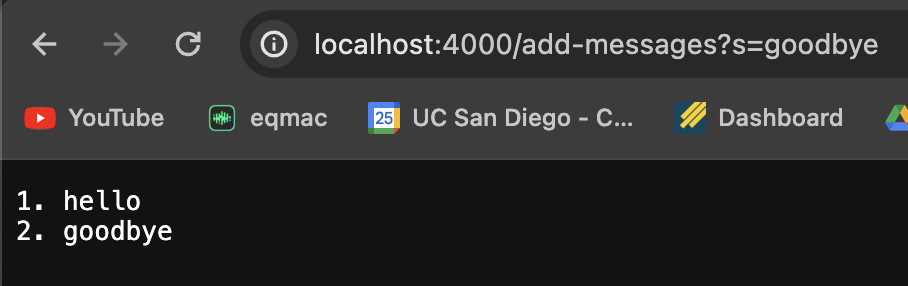 localhost:4000/add-messages?s=goodbye
YouTube eqmac 25 UC San Diego - C... Dashboard
1. hello
2. goodbye